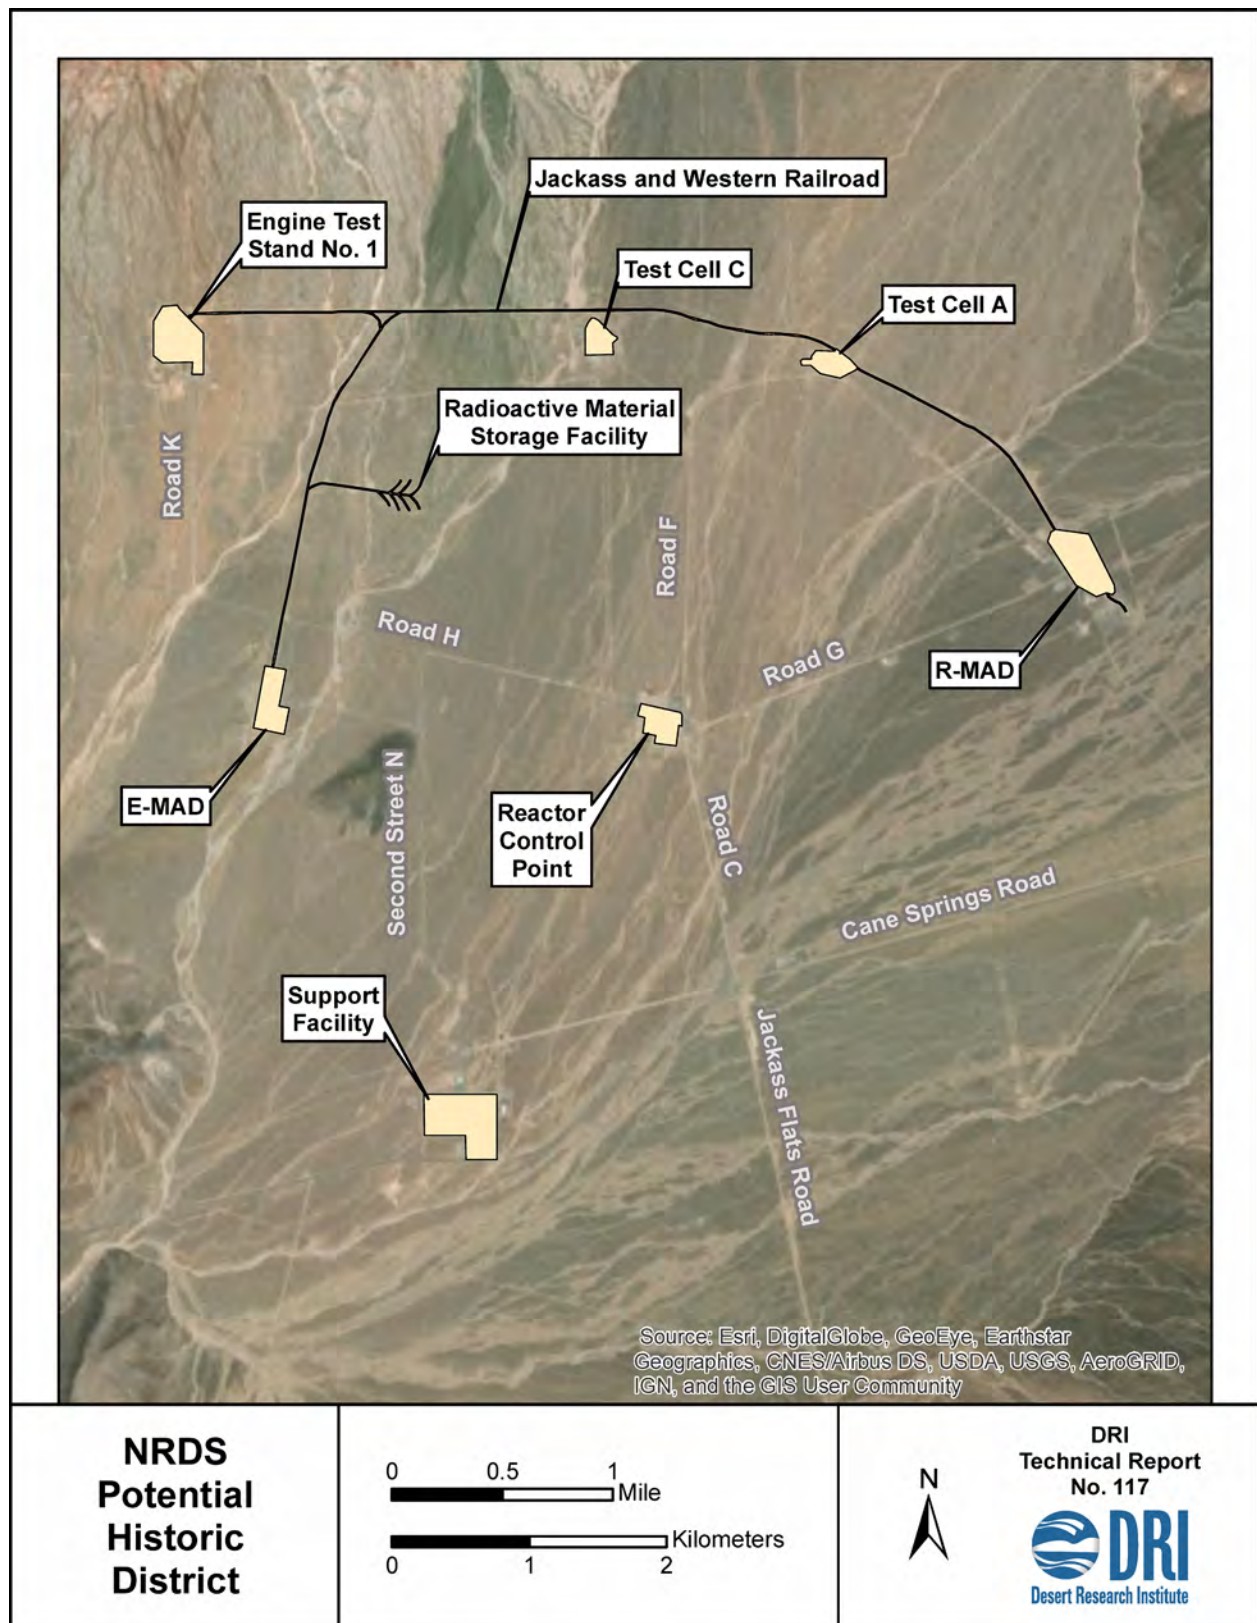 Jackass and Western Railroad
Engine Test
Stand No. 1
Test Cell C
Test Cell A
Radioactive Material
Storage Facility
Road K
Road F
Road H
Road G
R-MAD
E-MAD
Second Street N
Reactor
Control
Point
Road C
Cane Springs Road
Support
Facility
Jackass Flats Road
Source: Esri, DigitalGlobe, GeoEye, Earthstar
Geographics, CNES/Airbus DS, USDA, USGS, AeroGRID,
IGN, and the GIS User Community
NRDS
Potential
Historic
District
0 0.5 1
Mile
Kilometers
0 1 2
N
DRI
Technical Report
No. 117
DRI
Desert Research Institute